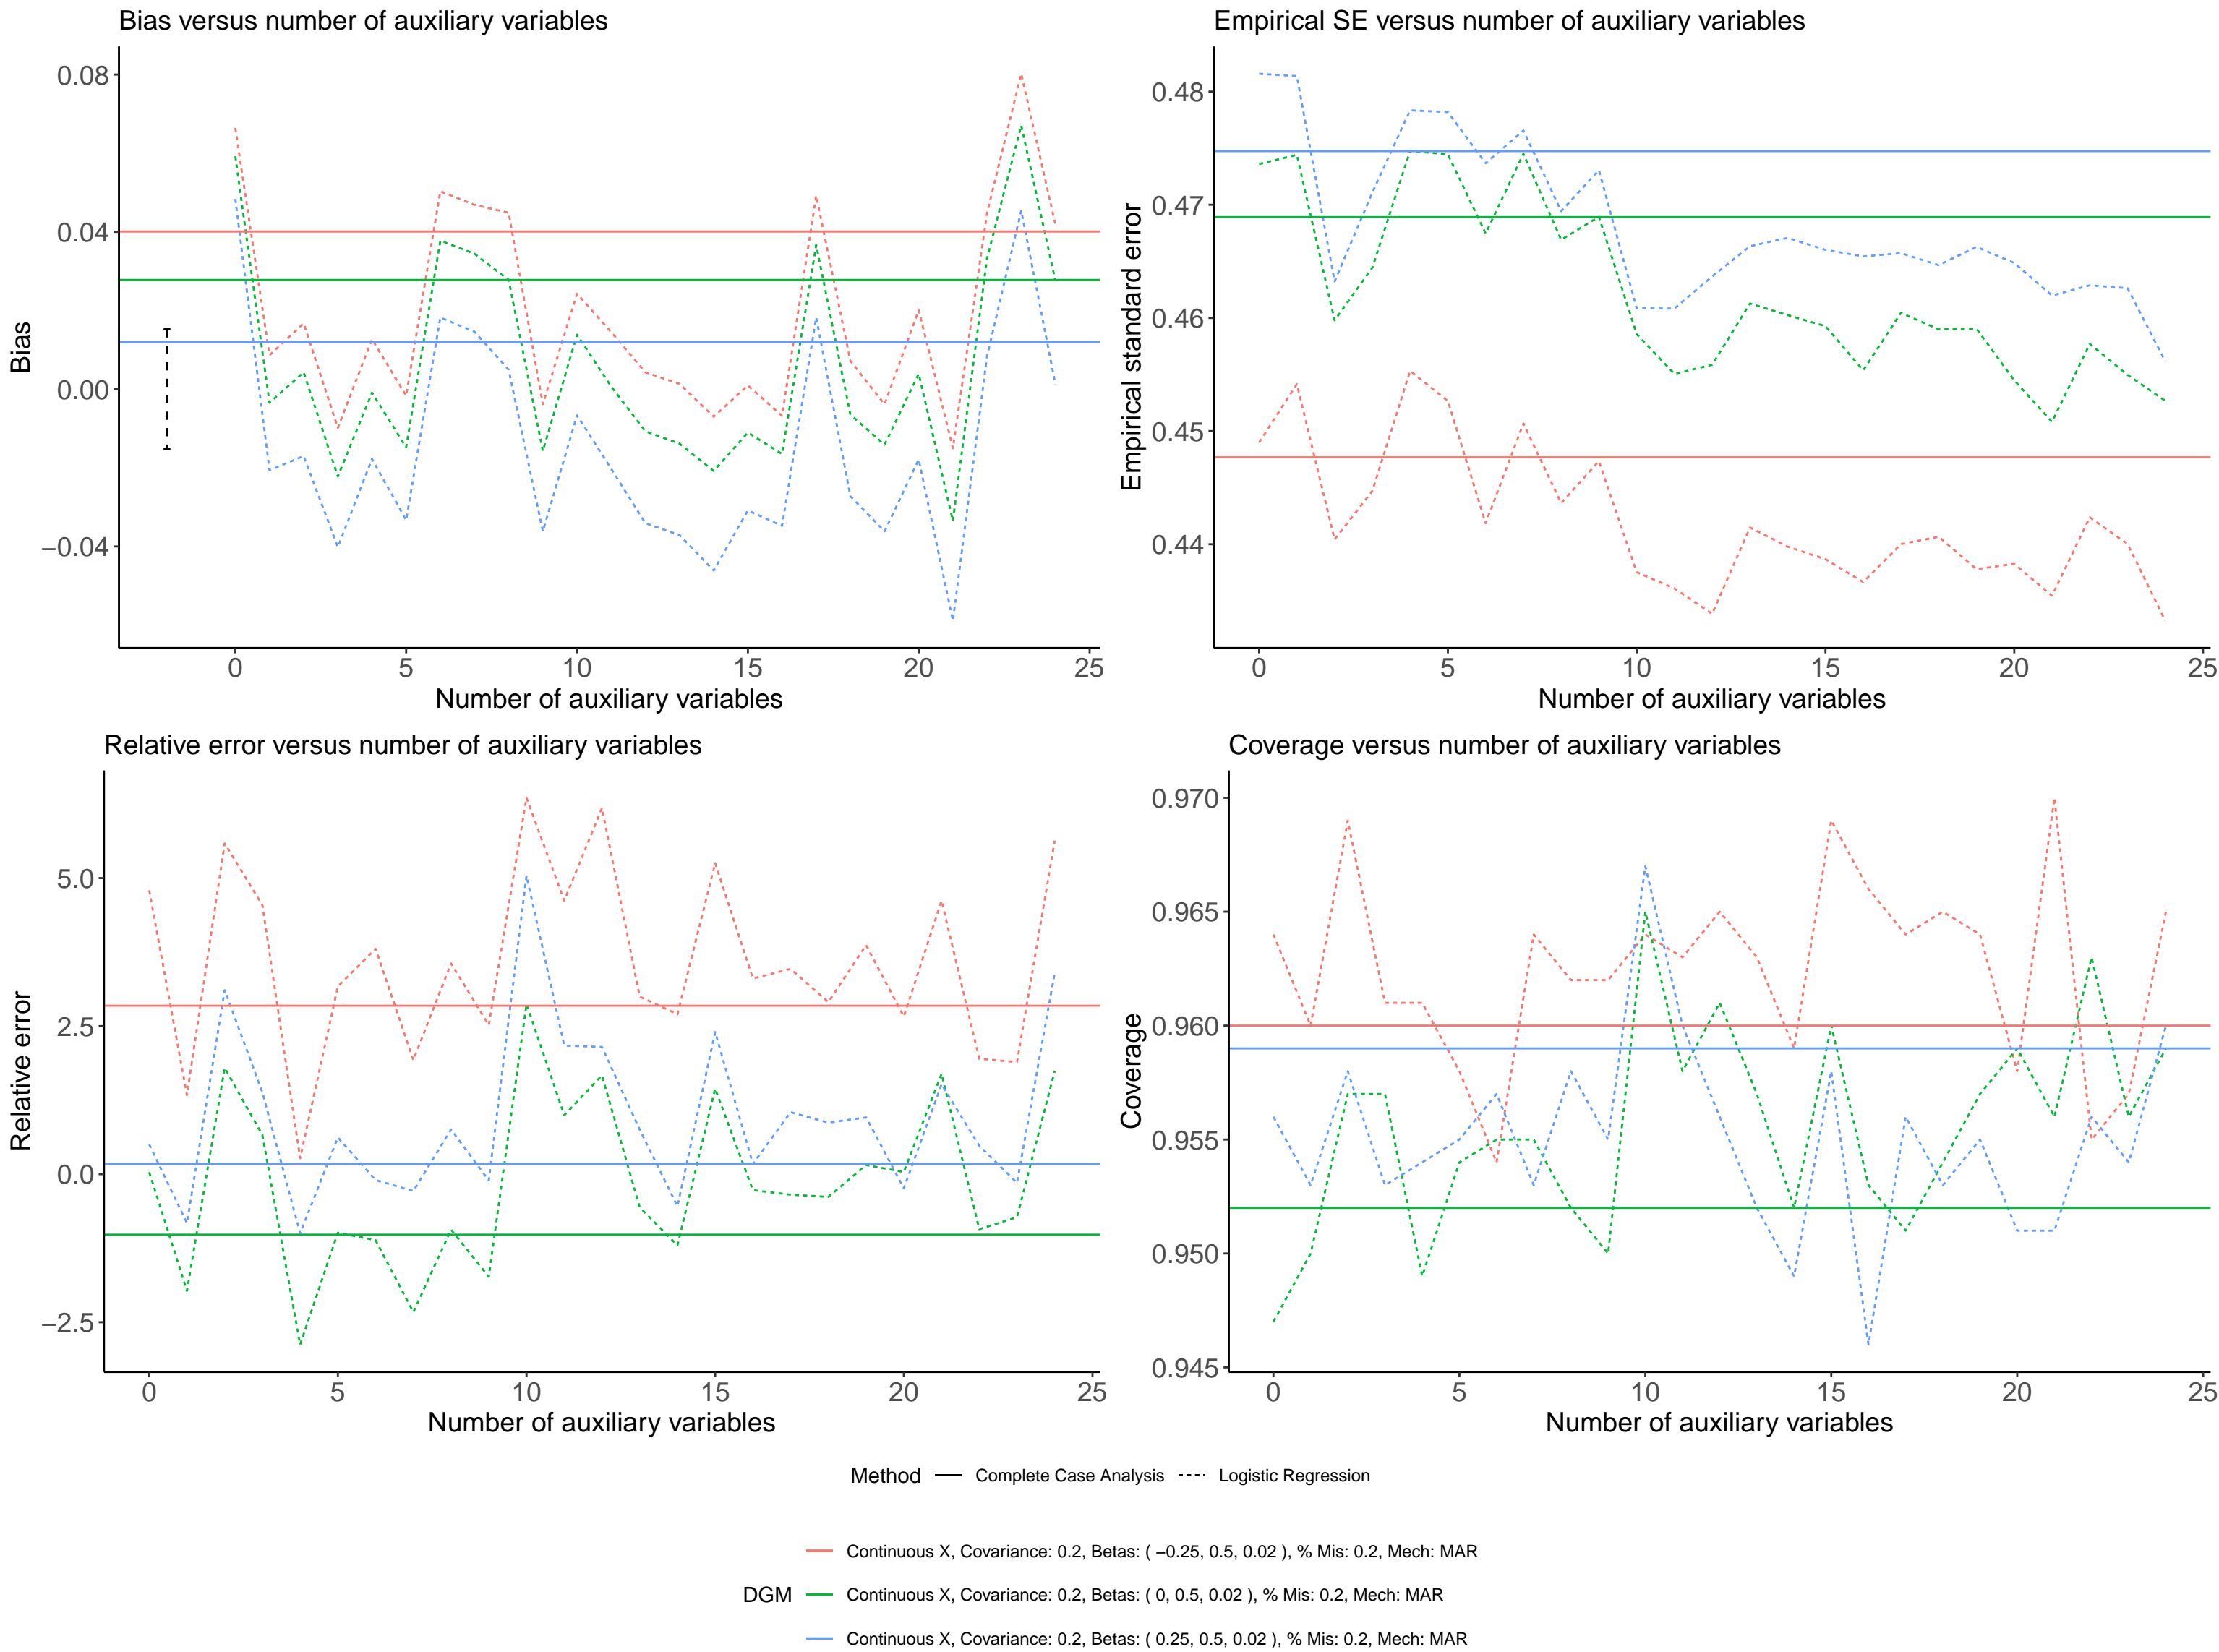 Bias versus number of auxiliary variables
0.08
0.04
0.00
−0.04
Bias
0 5 10 15 20 25
Number of auxiliary variables
Empirical SE versus number of auxiliary variables
0.48
0.47
0.46
0.45
0.44
Empirical standard error
0 5 10 15 20 25
Number of auxiliary variables
Relative error versus number of auxiliary variables
5.0
2.5
0.0
−2.5
Relative error
0 5 10 15 20 25
Number of auxiliary variables
Coverage versus number of auxiliary variables
0.970
0.965
0.960
0.955
0.950
0.945
Coverage
0 5 10 15 20 25
Number of auxiliary variables
Method Complete Case Analysis Logistic Regression
DGM
Continuous X, Covariance: 0.2, Betas: ( −0.25, 0.5, 0.02 ), % Mis: 0.2, Mech: MAR
Continuous X, Covariance: 0.2, Betas: ( 0, 0.5, 0.02 ), % Mis: 0.2, Mech: MAR
Continuous X, Covariance: 0.2, Betas: ( 0.25, 0.5, 0.02 ), % Mis: 0.2, Mech: MAR